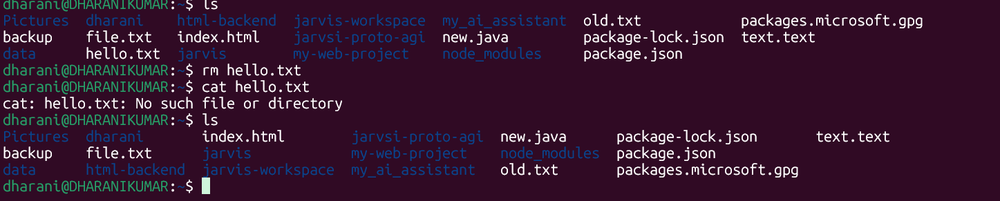 dharani@DHARANIKUMAR:~$ ls
Pictures dharani html-backend jarvis-workspace my_ai_assistant old.txt packages.microsoft.gpg
backup file.txt index.html jarvsi-proto-agi new.java package-lock.json text.text
data hello.txt jarvis my-web-project node_modules package.json
dharani@DHARANIKUMAR:~$ rm hello.txt
dharani@DHARANIKUMAR:~$ cat hello.txt
cat: hello.txt: No such file or directory
dharani@DHARANIKUMAR:~$ ls
Pictures dharani index.html jarvsi-proto-agi new.java package-lock.json text.text
backup file.txt jarvis my-web-project node_modules package.json
data html-backend jarvis-workspace my_ai_assistant old.txt packages.microsoft.gpg
dharani@DHARANIKUMAR:~$